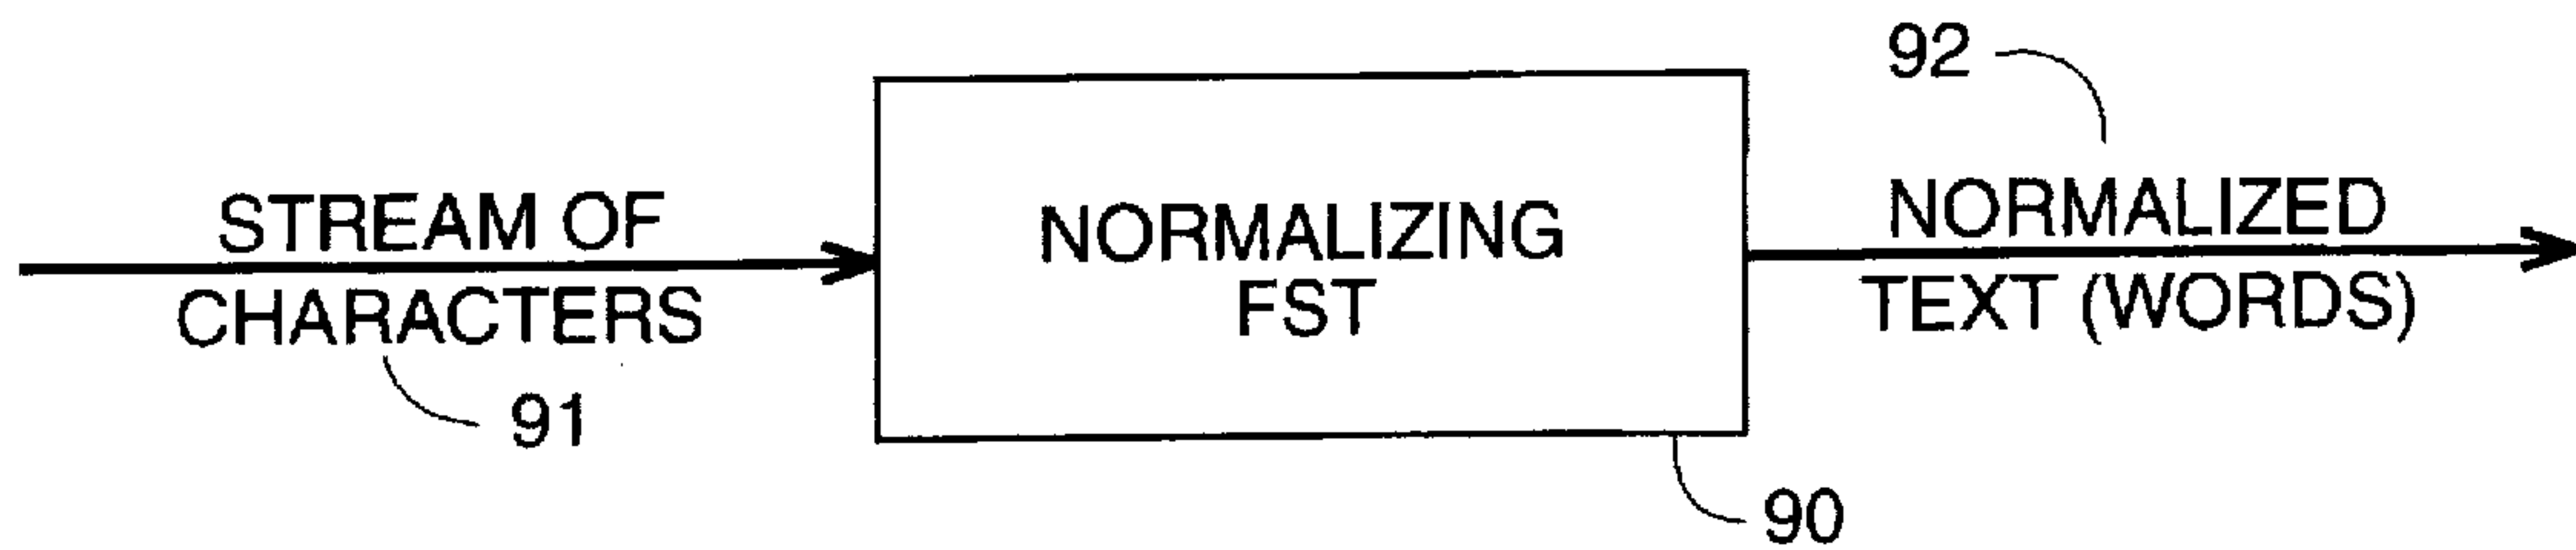 92
STREAM OF
CHARACTERS
91
NORMALIZING
FST
90
NORMALIZED
TEXT (WORDS)